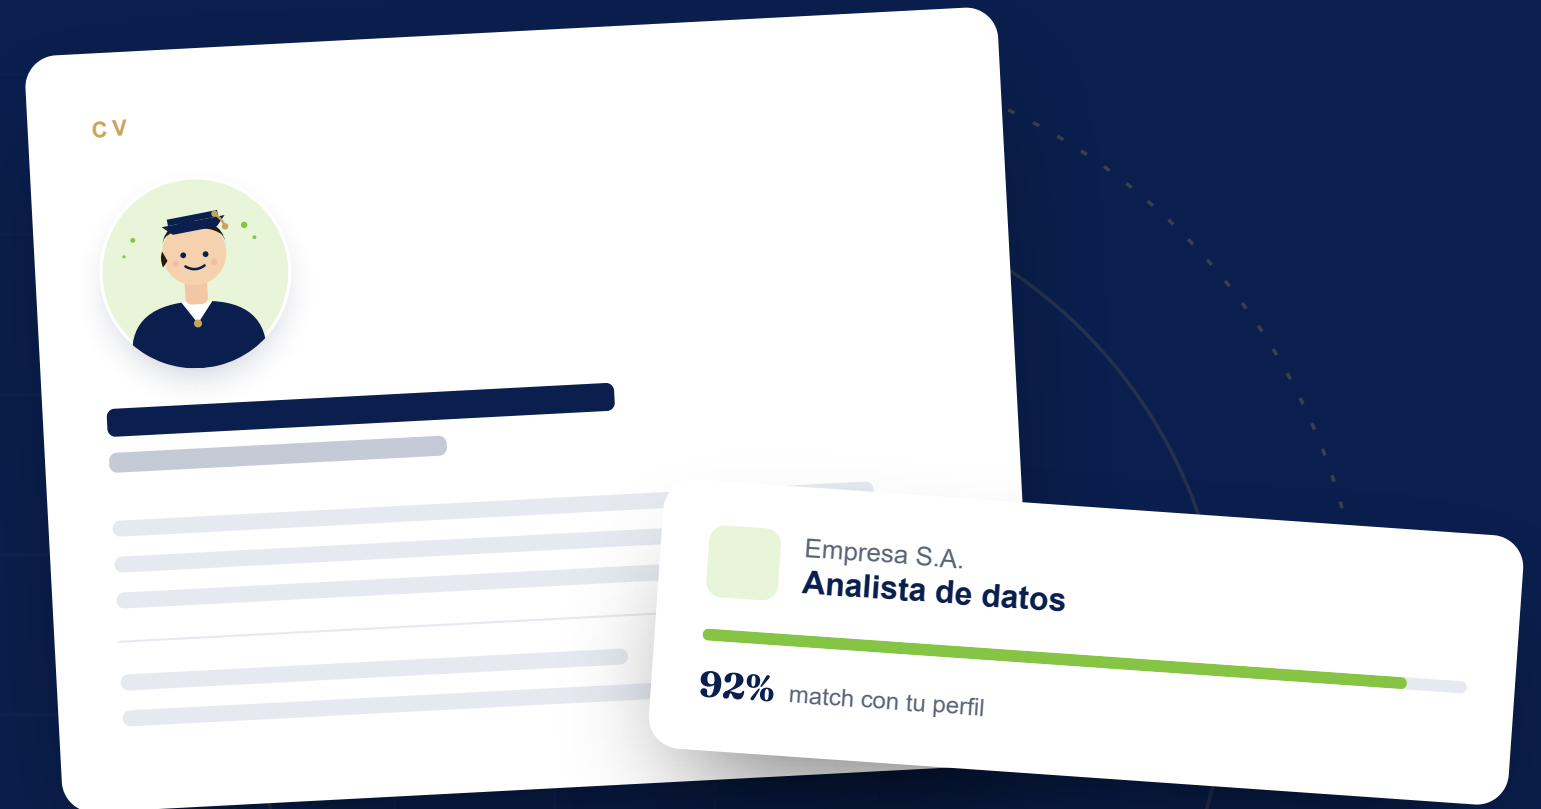 CV
Empresa S.A.
Analista de datos
92% match con tu perfil